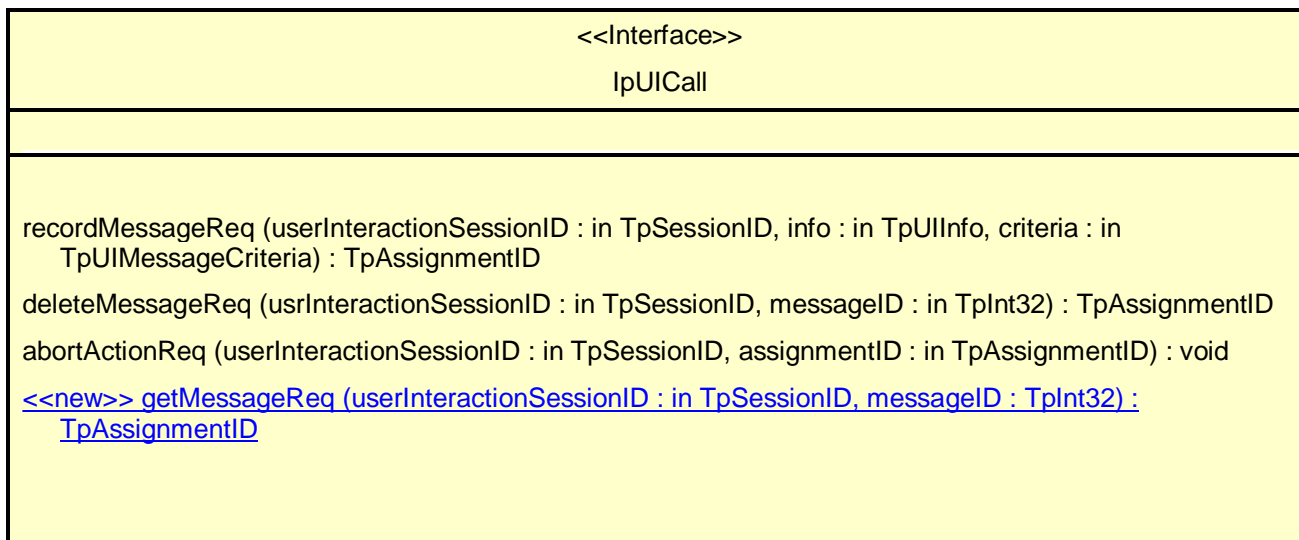 <<Interface>>
IpUICall
recordMessageReq (userInteractionSessionID : in TpSessionID, info : in TpUIInfo, criteria : in
TpUIMessageCriteria) : TpAssignmentID
deleteMessageReq (usrInteractionSessionID : in TpSessionID, messageID : in TpInt32) : TpAssignmentID
abortActionReq (userInteractionSessionID : in TpSessionID, assignmentID : in TpAssignmentID) : void
<<new>> getMessageReq (userInteractionSessionID : in TpSessionID, messageID : TpInt32) :
TpAssignmentID